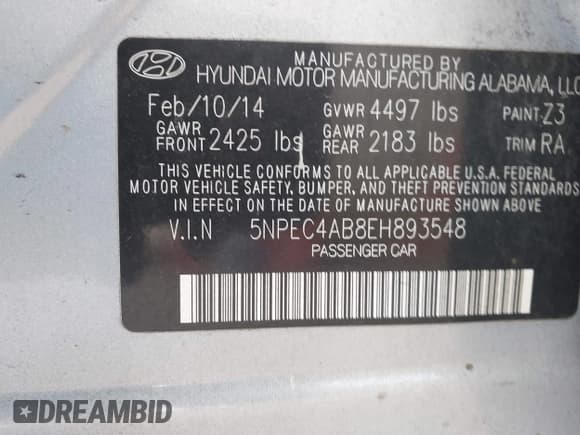 MANUFACTURED BY
HYUNDAI MOTOR MANUFACTURING ALABAMA, LLC
Feb/10/14 GVWR 4497 lbs PAINT Z3
GAWR FRONT 2425 lbs GAWR REAR 2183 lbs TRIM RA
THIS VEHICLE CONFORMS TO ALL APPLICABLE U.S.A. FEDERAL
MOTOR VEHICLE SAFETY, BUMPER, AND THEFT PREVENTION STANDARDS
IN EFFECT ON THE DATE OF MANUFACTURE SHOWN ABOVE.
V.I.N 5NPEC4AB8EH893548
PASSENGER CAR
DREAMBID